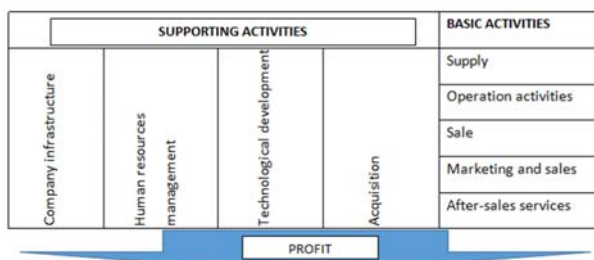 SUPPORTING ACTIVITIES
BASIC ACTIVITIES
Company infrastructure
Human resources
management
Technological development
Acquisition
Supply
Operation activities
Sale
Marketing and sales
After-sales services
PROFIT